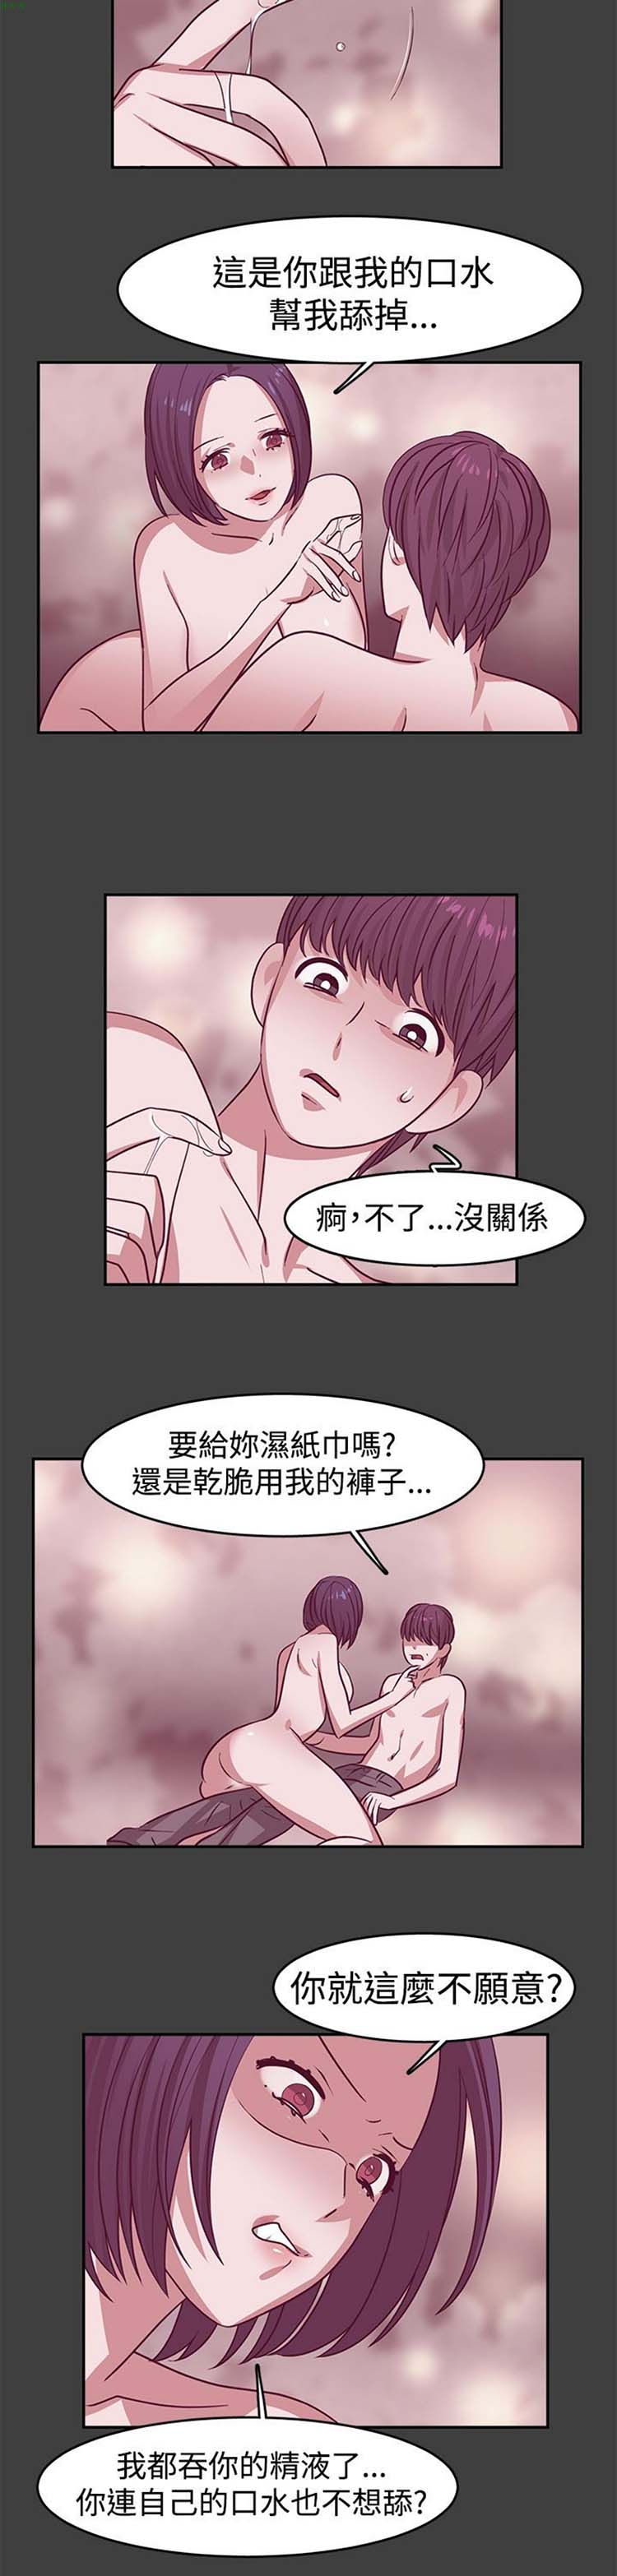 這是你跟我的口水
幫我舔掉...
痾，不了...沒關係
要給妳濕紙巾嗎?
還是乾脆用我的褲子...
你就這麼不願意?
我都吞你的精液了...
你連自己的口水也不想舔?